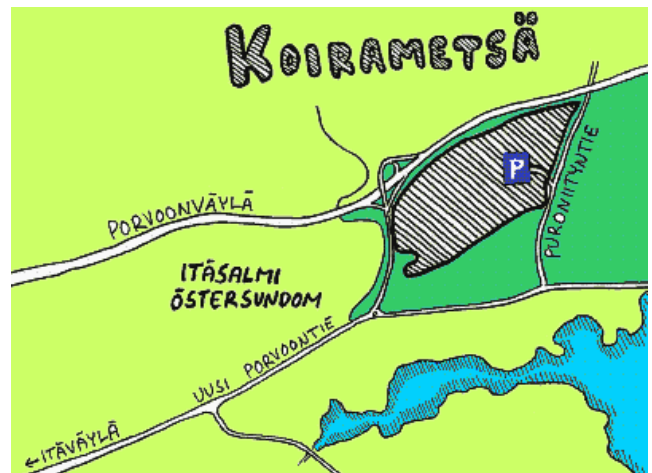 KOIRAMETSÄ
P
PURONIITYNTIE
PORVOONVÄYLÄ
ITÄSALMI
ÖSTERSUNDOM
UUSI PORVOONTIE
←ITÄVÄYLÄ